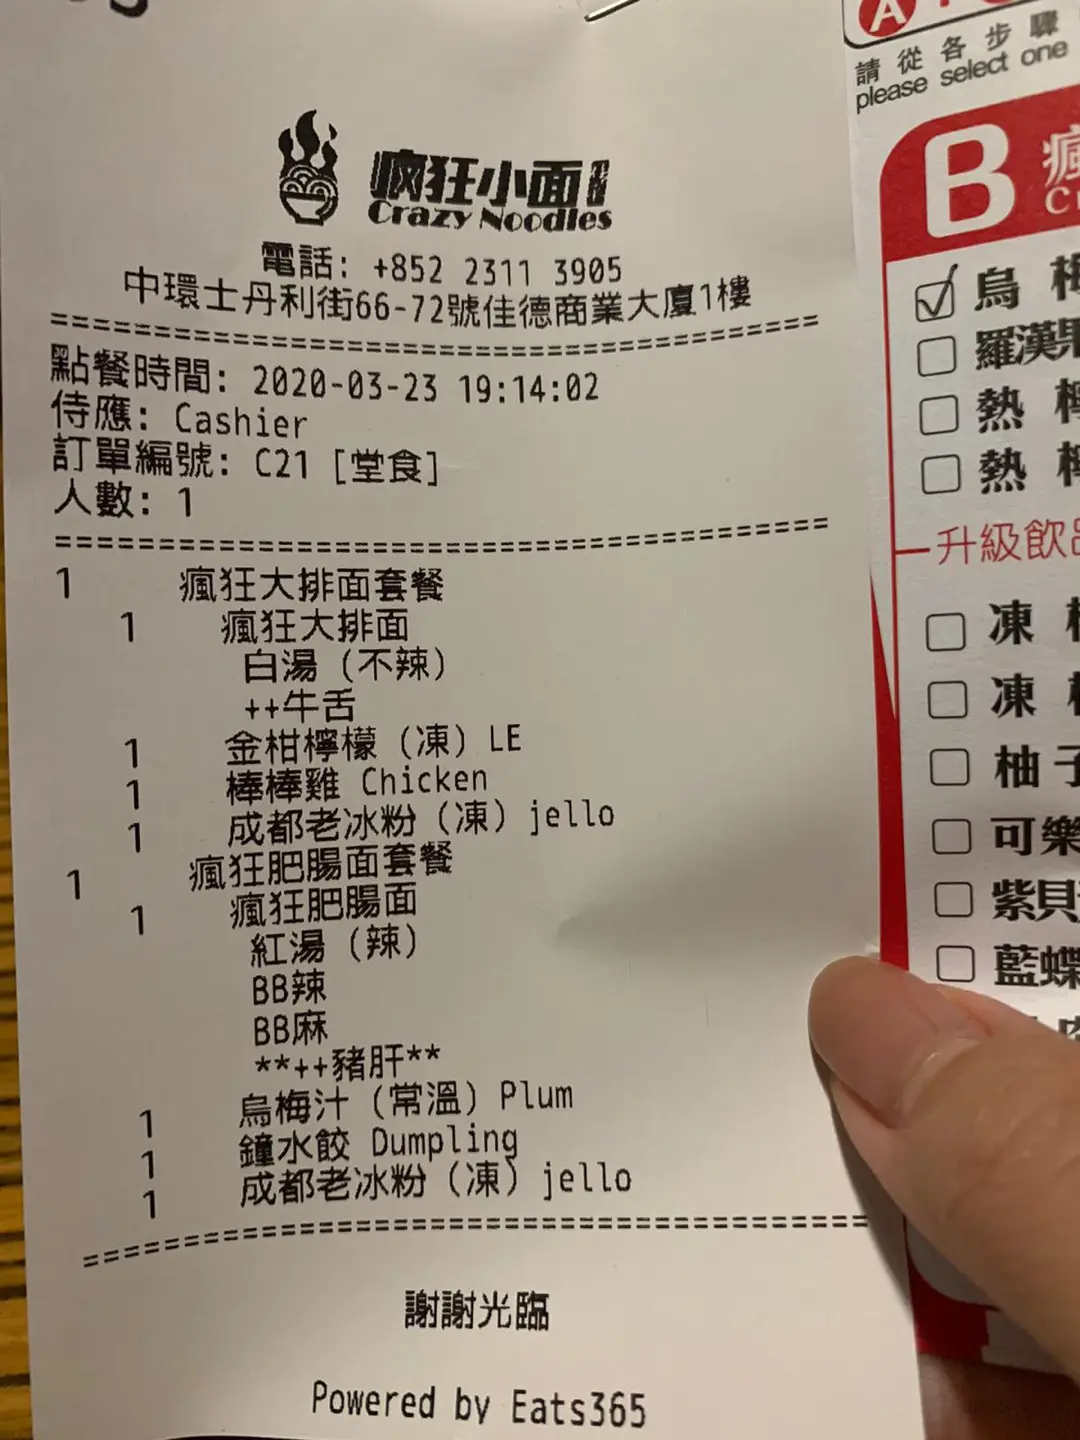 疯狂小面
Crazy Noodles
電話: +852 2311 3905
中環士丹利街66-72號佳德商業大廈1樓
點餐時間: 2020-03-23 19:14:02
侍應: Cashier
訂單編號: C21 [堂食]
人數: 1
1 瘋狂大排面套餐
1 瘋狂大排面
白湯 (不辣)
++牛舌
1 金柑檸檬 (凍) LE
1 棒棒雞 Chicken
1 成都老冰粉 (凍) jello
1 瘋狂肥腸面套餐
1 瘋狂肥腸面
紅湯 (辣)
BB辣
BB麻
**++豬肝**
1 烏梅汁 (常溫) Plum
1 鐘水餃 Dumpling
1 成都老冰粉 (凍) jello
謝謝光臨
Powered by Eats365
A
請從各步驟
please select one
B
烏梅
羅漢果
熱
熱
升級飲品
凍
凍
柚子
可樂
紫貝
藍蝶